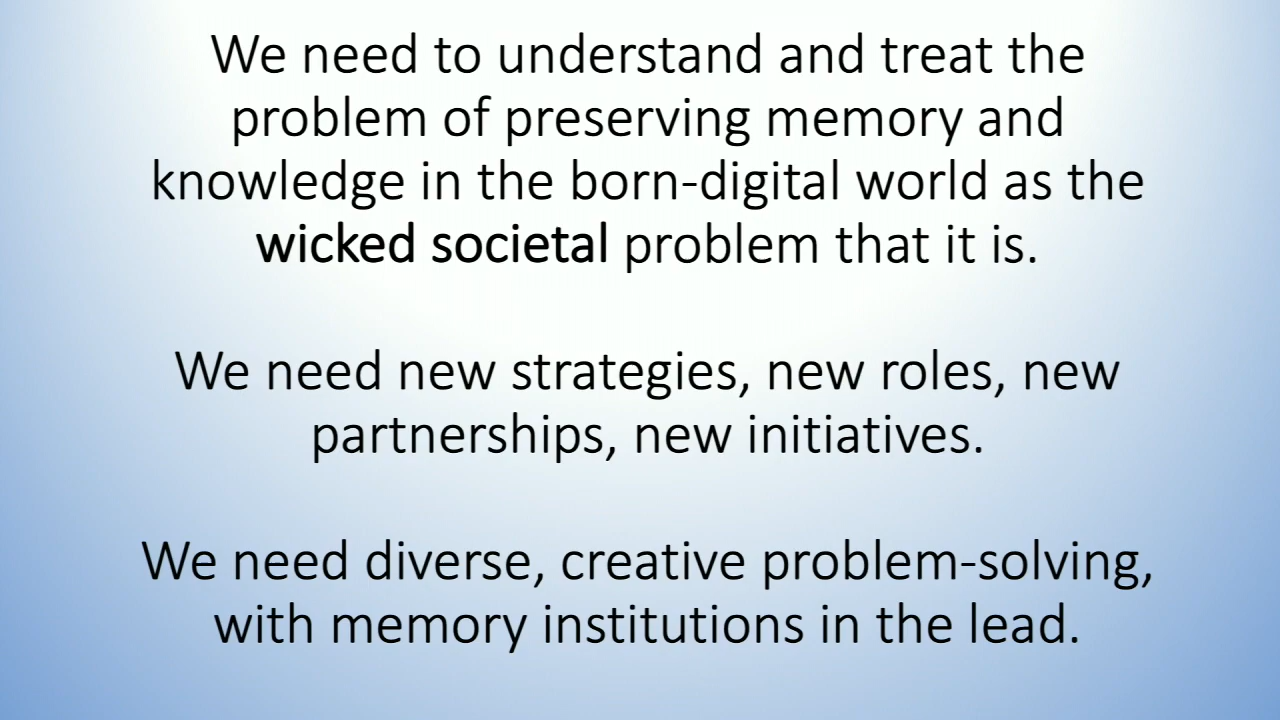 We need to understand and treat the
problem of preserving memory and
knowledge in the born-digital world as the
wicked societal problem that it is.
We need new strategies, new roles, new
partnerships, new initiatives.
We need diverse, creative problem-solving,
with memory institutions in the lead.